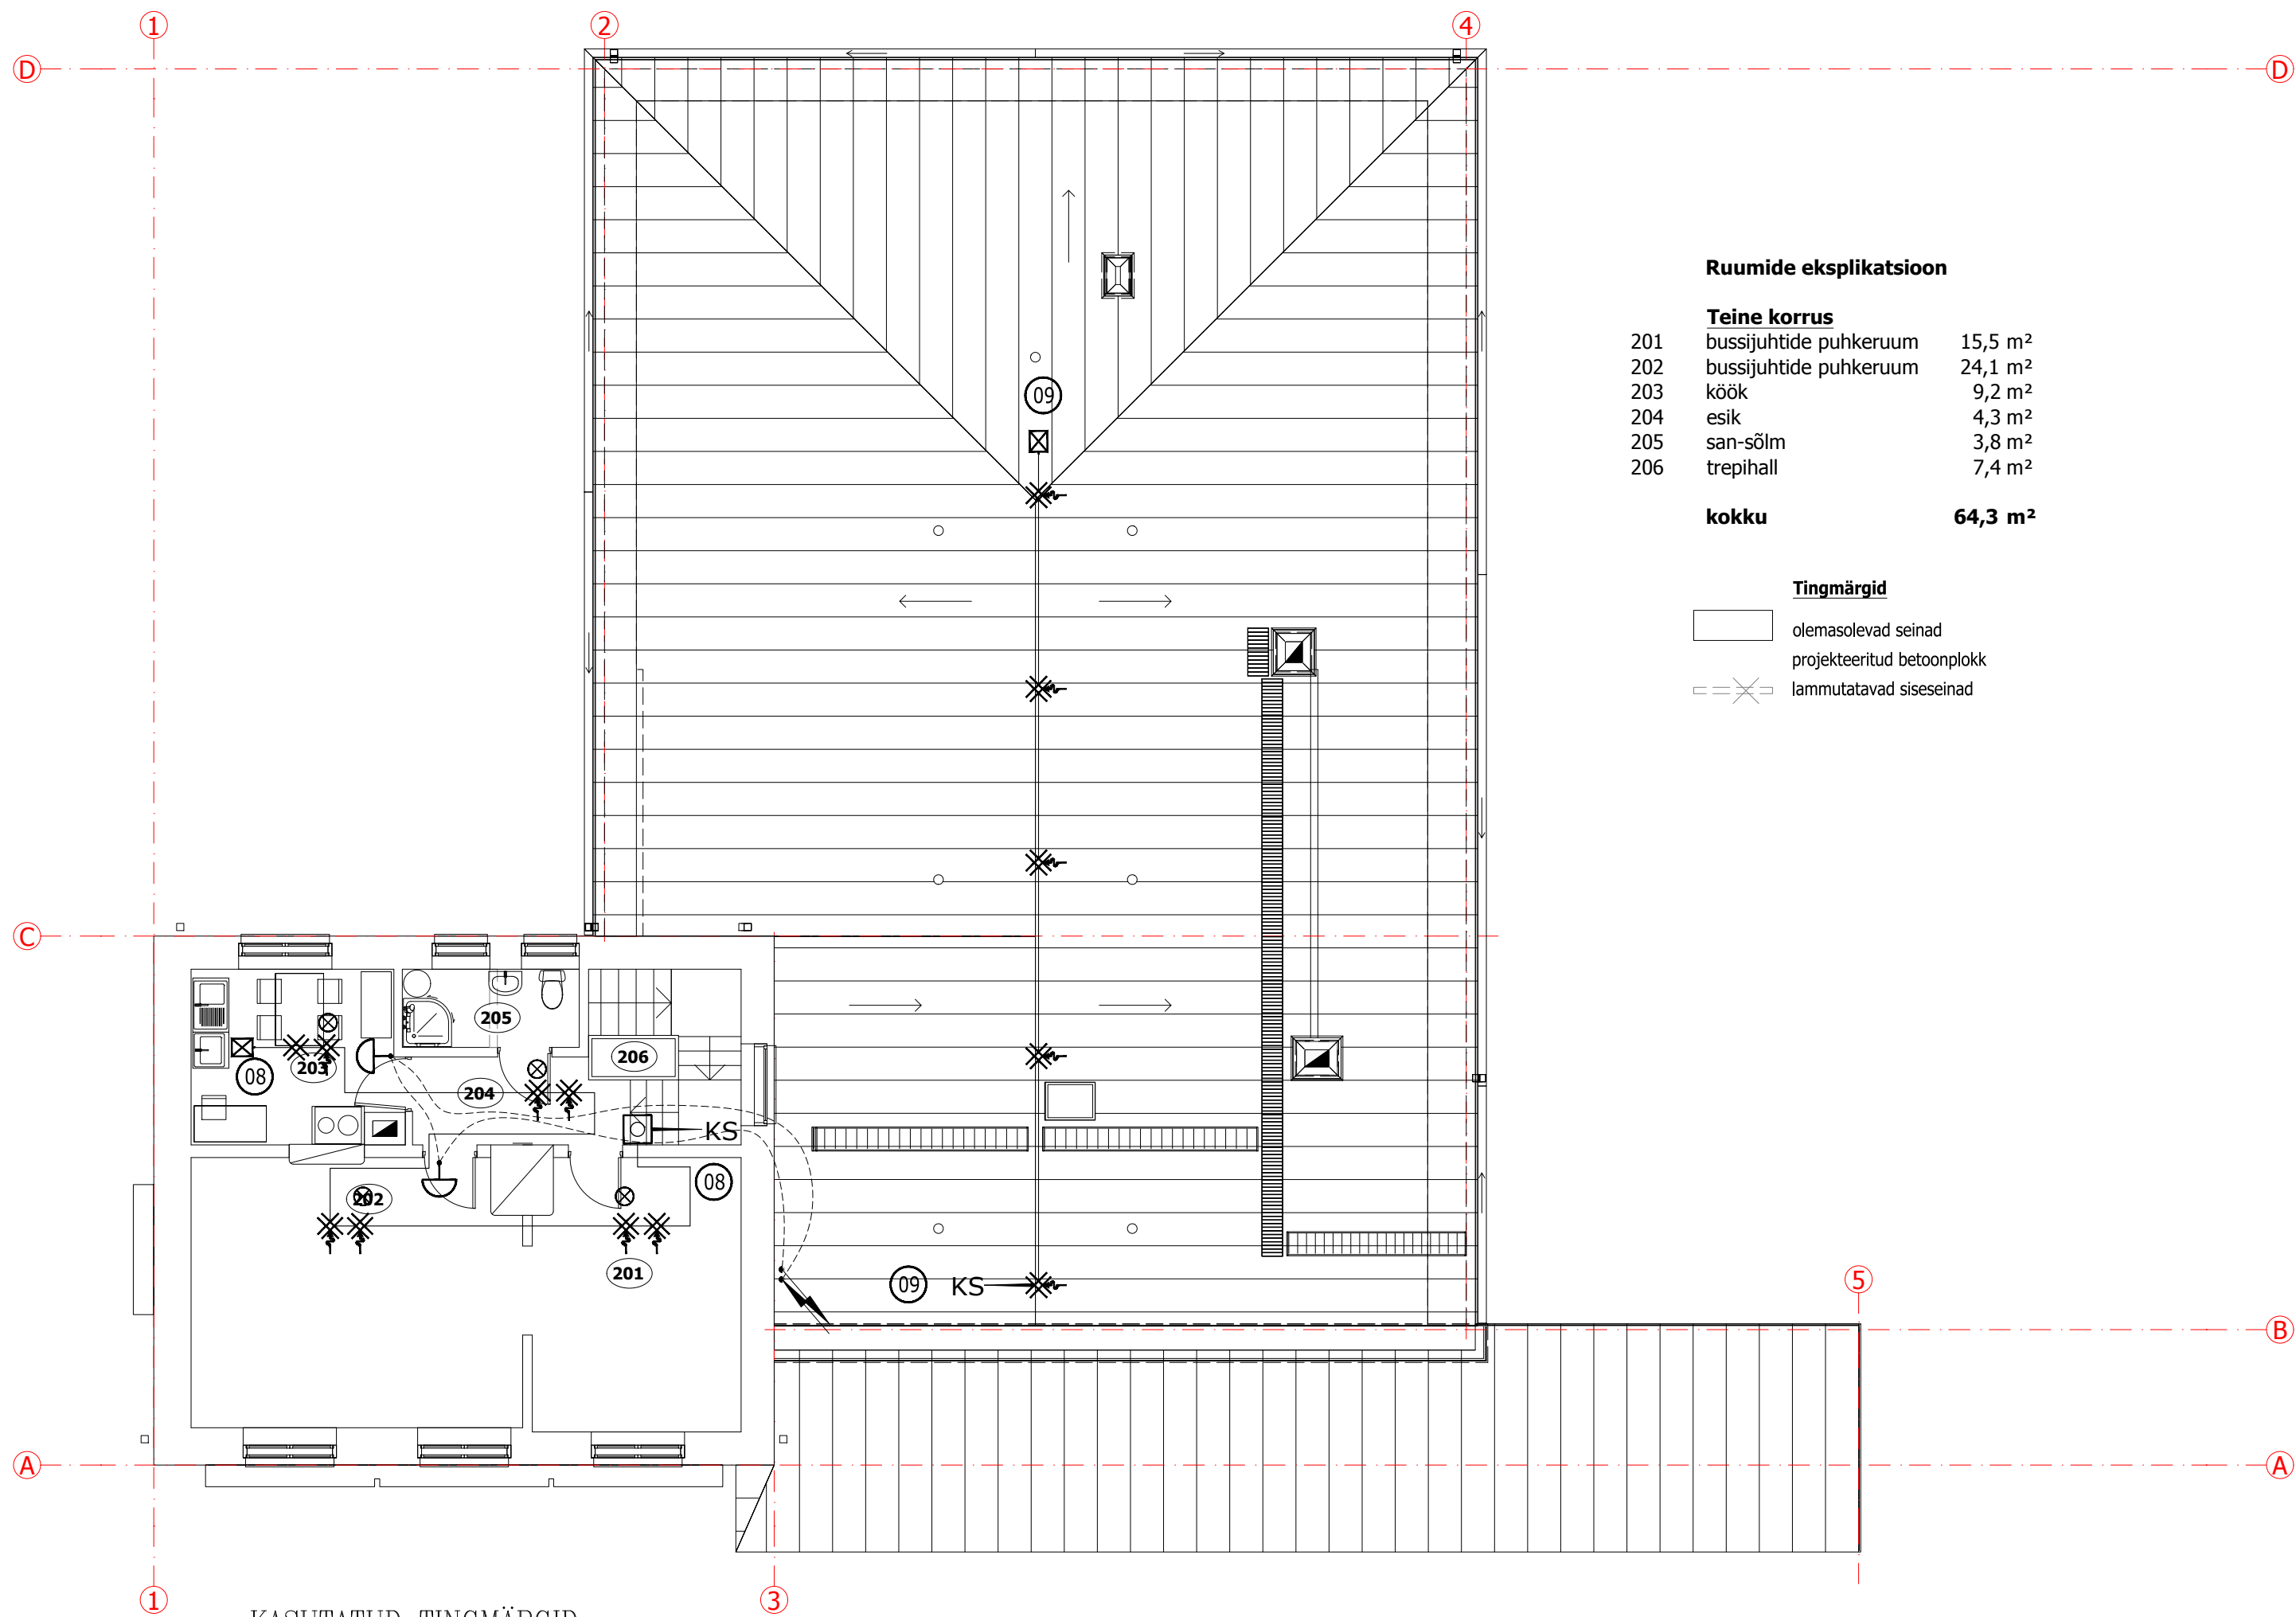 1
2
4
D
D
Ruumide eksplikatsioon
Teine korrus
201 bussijuhtide puhkeruum 15,5 m²
202 bussijuhtide puhkeruum 24,1 m²
203 köök 9,2 m²
204 esik 4,3 m²
205 san-sõlm 3,8 m²
206 trepihall 7,4 m²
kokku 64,3 m²
09
Tingmärgid
olemasolevad seinad
projekteeritud betoonplokk
lammutatavad siseseinad
C
205
206
203
08
204
KS
08
202
201
09
KS
5
B
B
A
A
1
3
KASUTATUD TINGMÄRGID